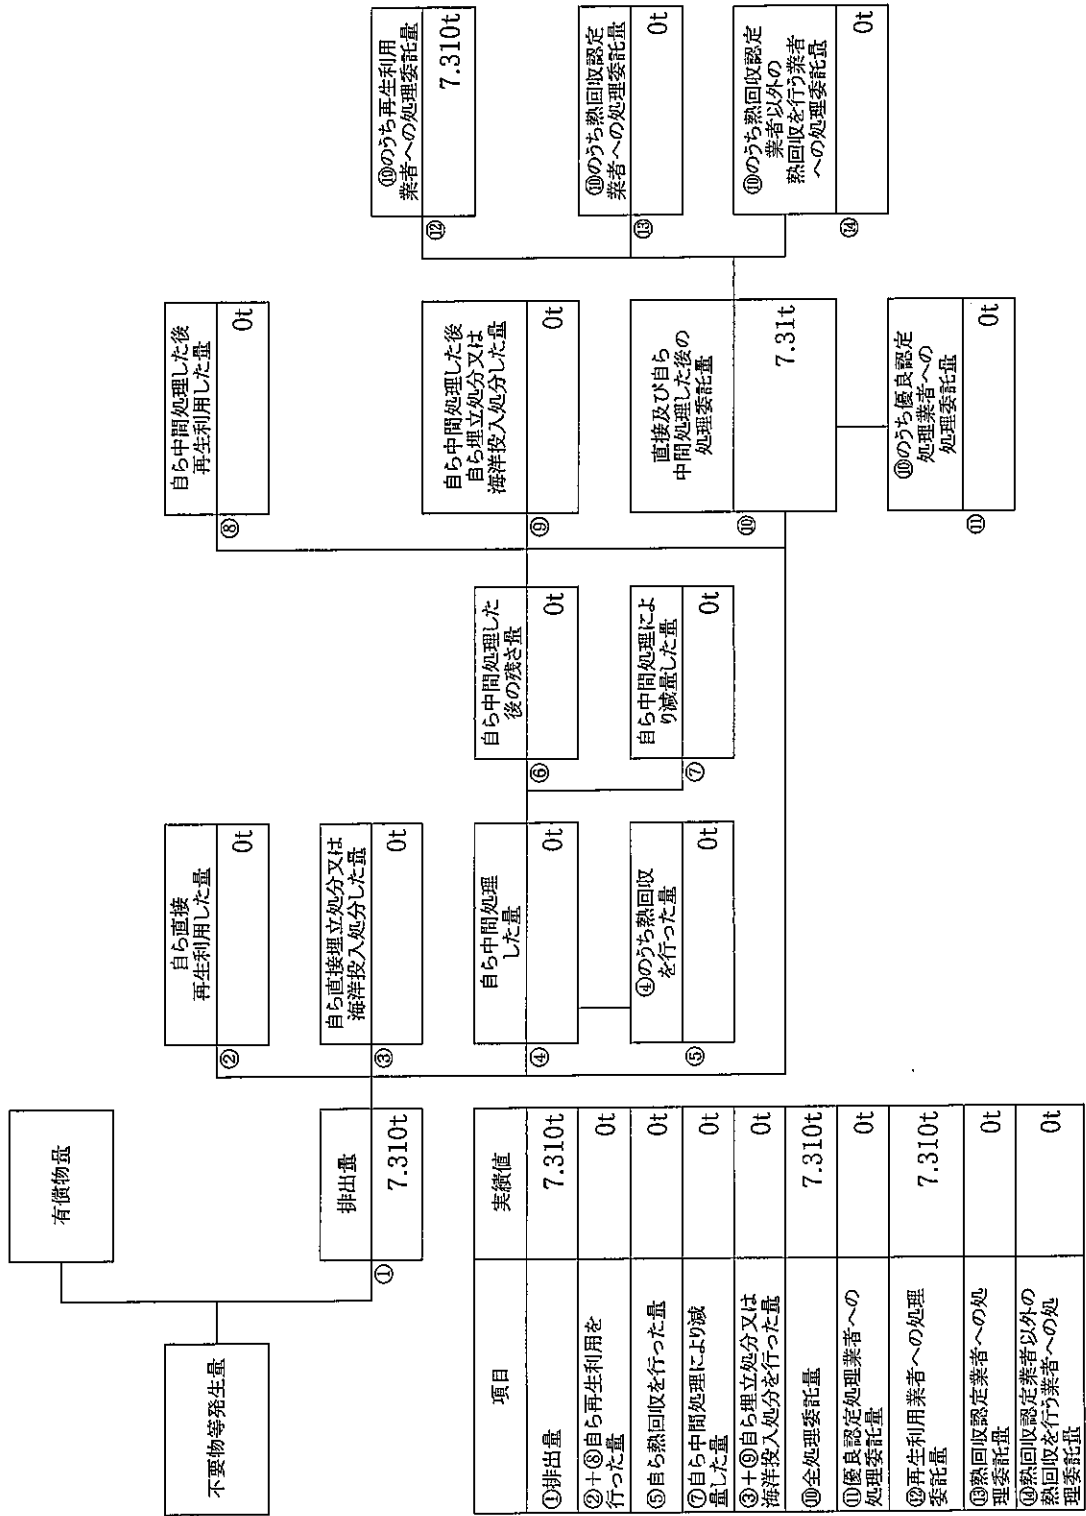 不要物等発生量
有償物量
①
排出量
7.310t
②
自ら直接
再生利用した量
0t
③
自ら直接埋立処分又は
海洋投入処分した量
0t
④
自ら中間処理
した量
0t
⑤
④のうち熱回収
を行った量
0t
⑥
自ら中間処理した
後の残さ量
0t
⑦
自ら中間処理によ
り減量した量
0t
⑧
自ら中間処理した後
再生利用した量
0t
⑨
自ら中間処理した後
自ら埋立処分又は
海洋投入処分した量
0t
⑩
直接及び自ら
中間処理した後の
処理委託量
7.31t
⑪
⑩のうち優良認定
処理業者への
処理委託量
0t
⑫
⑩のうち再生利用
業者への処理委託量
7.310t
⑬
⑩のうち熱回収認定
業者への処理委託量
0t
⑭
⑩のうち熱回収認定
業者以外の
熱回収を行う業者
への処理委託量
0t
項目
実績値
①排出量
7.310t
②+⑧自ら再生利用を
行った量
0t
⑤自ら熱回収を行った量
0t
⑦自ら中間処理により減
量した量
0t
③+⑨自ら埋立処分又は
海洋投入処分を行った量
0t
⑩全処理委託量
7.310t
⑪優良認定処理業者への
処理委託量
0t
⑫再生利用業者への処理
委託量
7.310t
⑬熱回収認定業者への処
理委託量
0t
⑭熱回収認定業者以外の
熱回収を行う業者への処
理委託量
0t